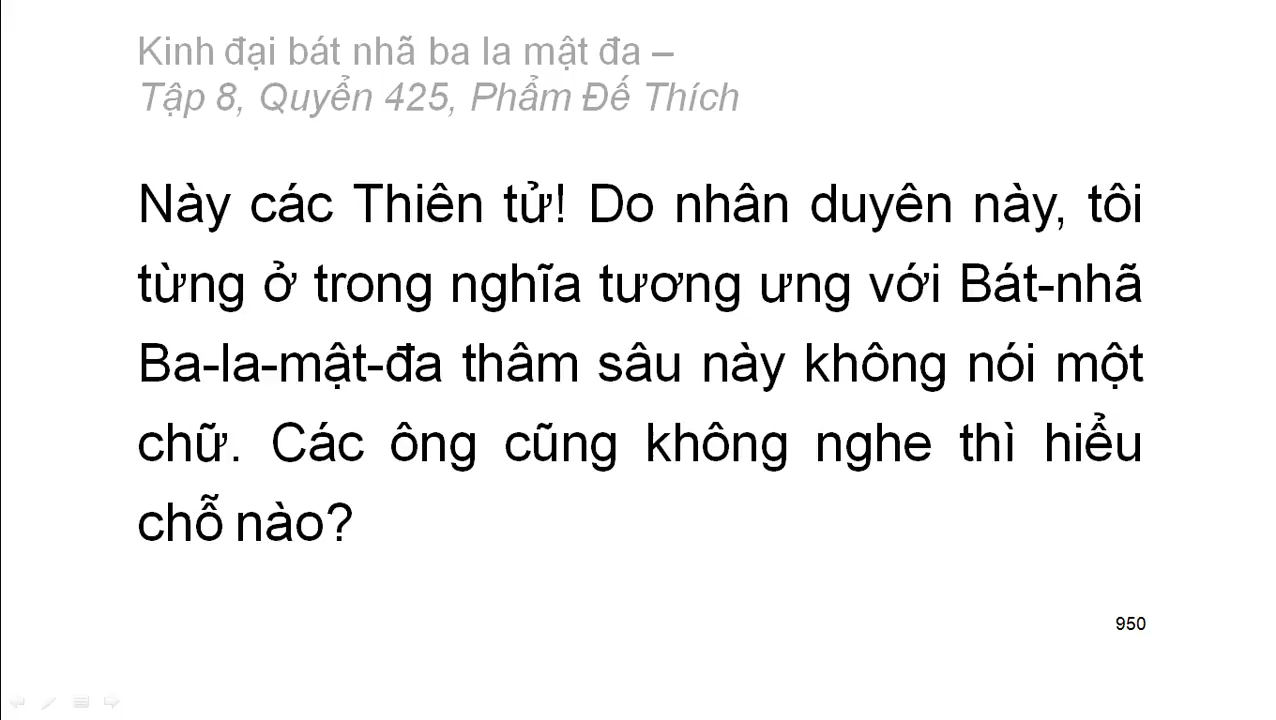 Kinh đại bát nhã ba la mật đa –
Tập 8, Quyển 425, Phẩm Đế Thích
Này các Thiên tử! Do nhân duyên này, tôi
từng ở trong nghĩa tương ưng với Bát-nhã
Ba-la-mật-đa thâm sâu này không nói một
chữ. Các ông cũng không nghe thì hiểu
chỗ nào?
950